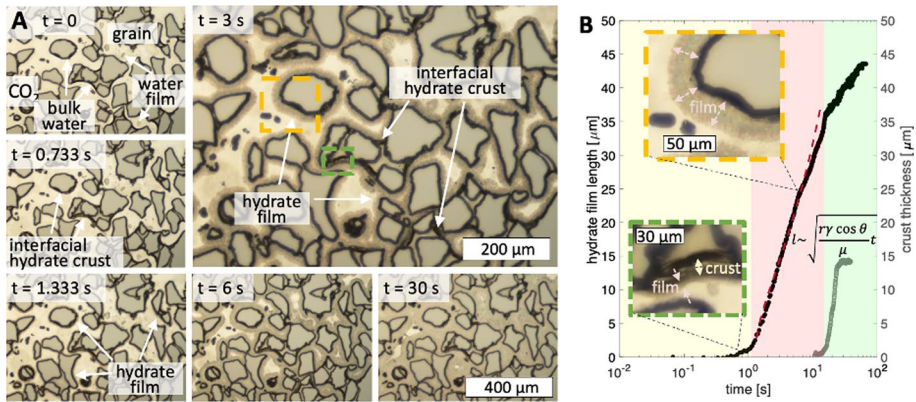 A
t = 0
grain
CO2
bulk
water
water
film
t = 0.733 s
interfacial
hydrate crust
t = 1.333 s
hydrate
film
t = 3 s
interfacial
hydrate crust
hydrate
film
200 µm
t = 6 s
t = 30 s
400 µm
B
hydrate film length [µm]
50
45
40
35
30
25
20
15
10
5
0
film
50 µm
30 µm
crust
film
l~ √(rγ cos θ / µ t)
50
45
40
35
30
25
20
15
10
5
0
crust thickness [µm]
10^-2
10^-1
10^0
10^1
10^2
time [s]